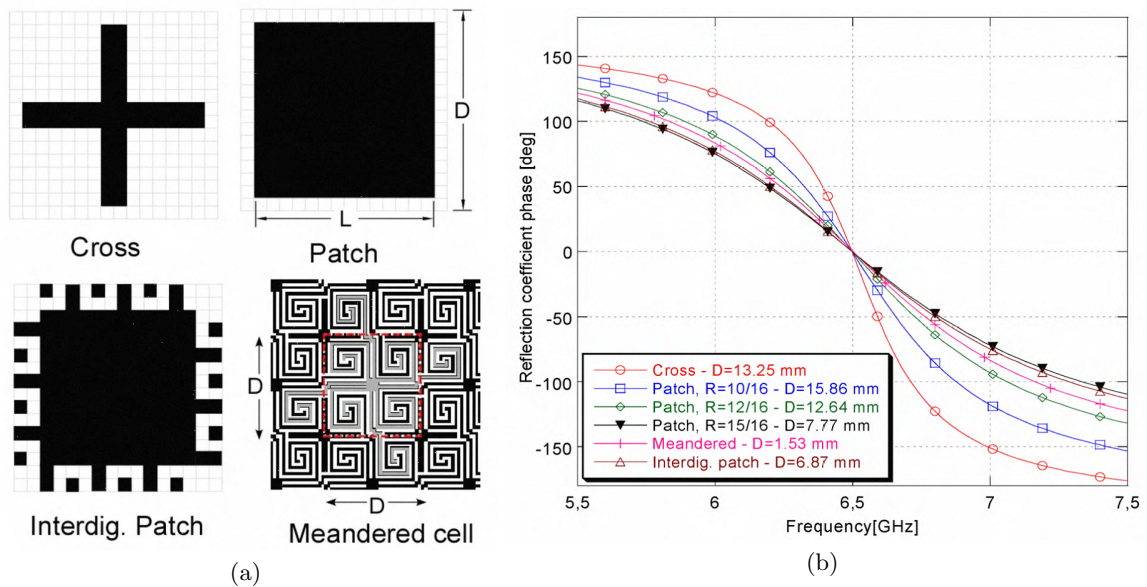 D
L
Cross
Patch
D
D
Interdig. Patch
Meandered cell
(a)
Reflection coefficient phase [deg]
150
100
50
0
-50
-100
-150
Cross - D=13.25 mm
Patch, R=10/16 - D=15.86 mm
Patch, R=12/16 - D=12.64 mm
Patch, R=15/16 - D=7.77 mm
Meandered - D=1.53 mm
Interdig. patch - D=6.87 mm
5,5
6
6,5
7
7,5
Frequency[GHz]
(b)